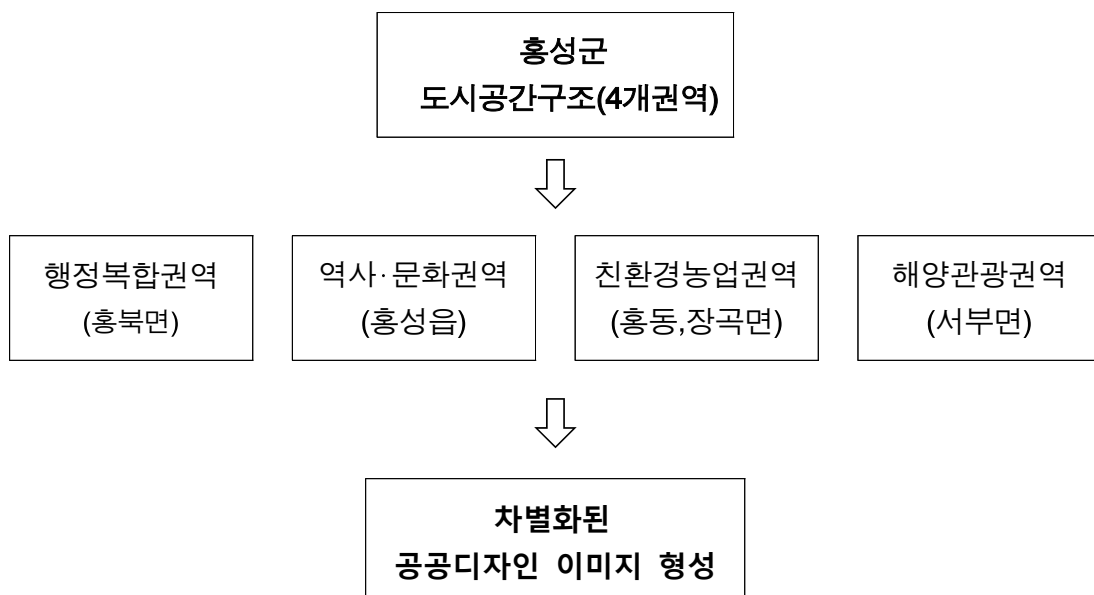 홍성군
도시공간구조(4개권역)
행정복합권역
(홍북면)
역사·문화권역
(홍성읍)
친환경농업권역
(홍동,장곡면)
해양관광권역
(서부면)
차별화된
공공디자인 이미지 형성